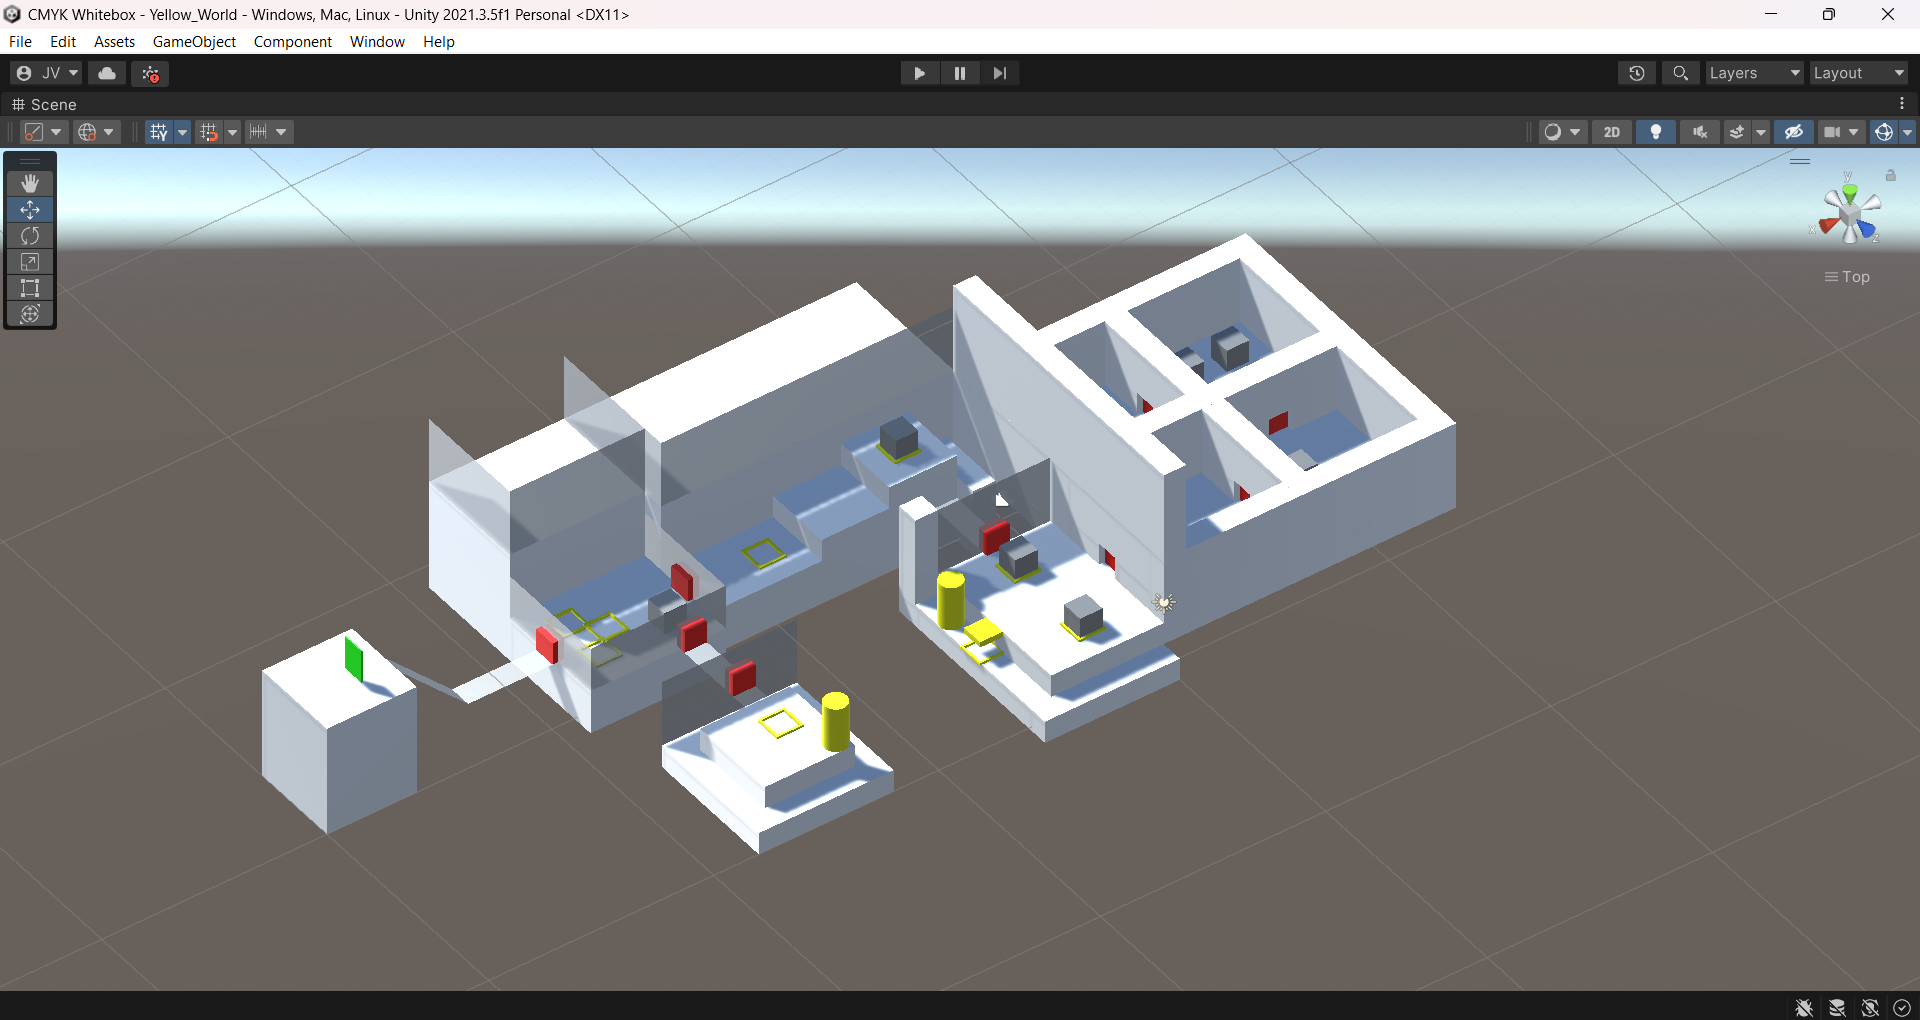 CMYK Whitebox - Yellow_World - Windows, Mac, Linux - Unity 2021.3.5f1 Personal <DX11>
File Edit Assets GameObject Component Window Help
JV Layers Layout
Scene
2D
y
x z
Top